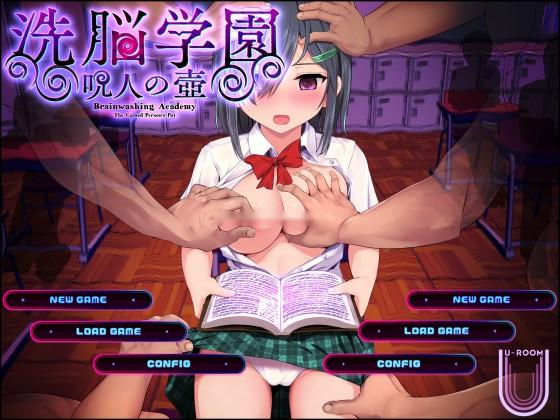 洗脳学園
呪人の壺
Brainwashing Academy
The Cursed Person's Pot
NEW GAME
NEW GAME
LOAD GAME
LOAD GAME
CONFIG
CONFIG
U-ROOM